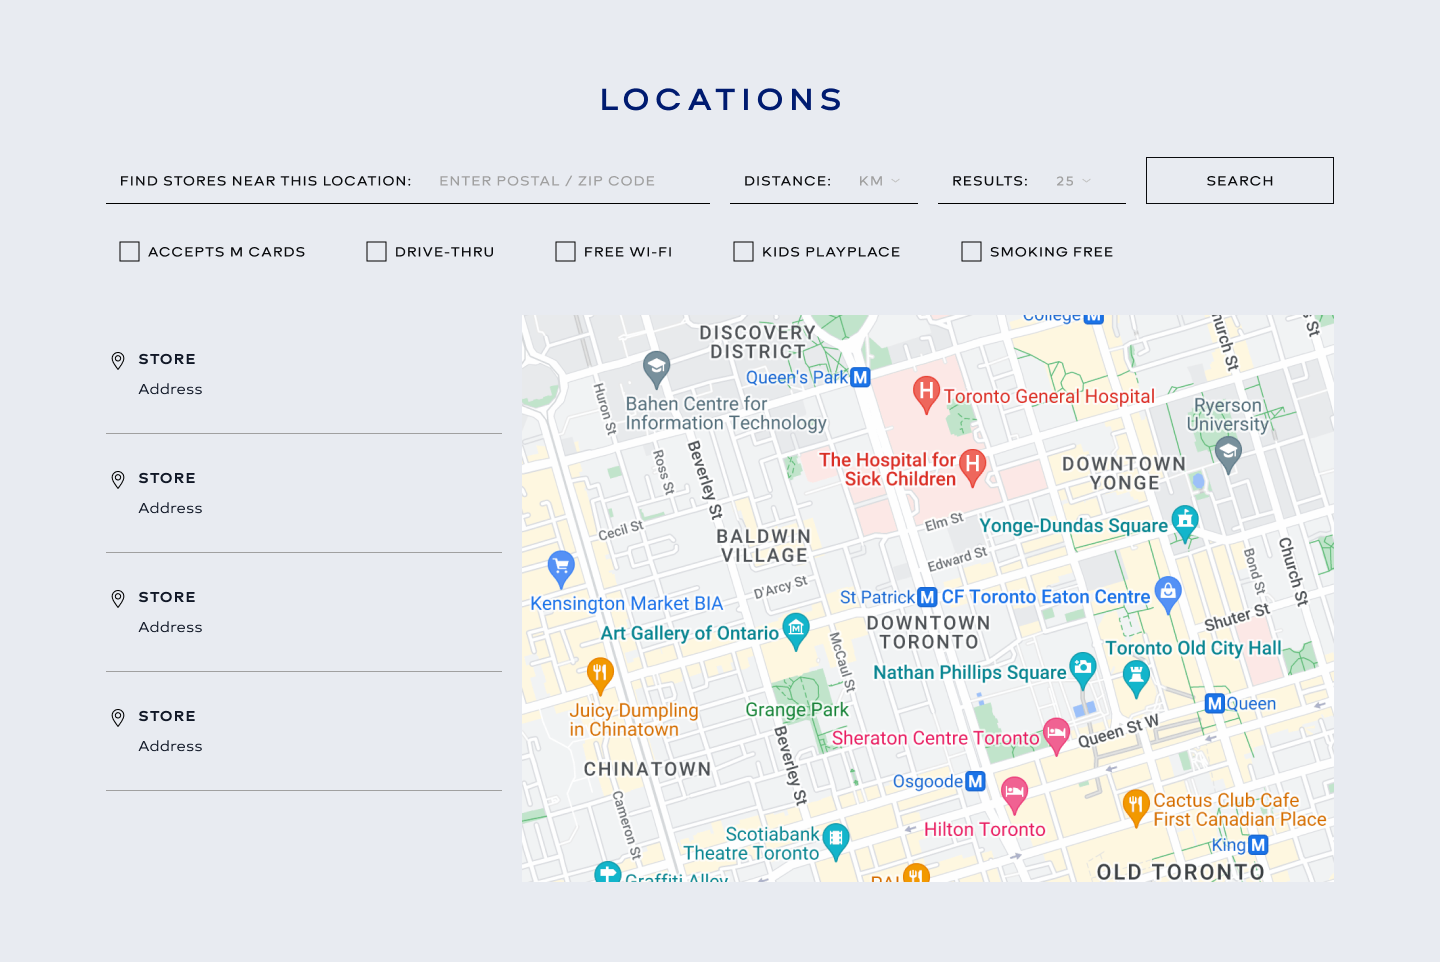 LOCATIONS
FIND STORES NEAR THIS LOCATION: ENTER POSTAL / ZIP CODE DISTANCE: KM RESULTS: 25 SEARCH
ACCEPTS M CARDS DRIVE-THRU FREE WI-FI KIDS PLAYPLACE SMOKING FREE
STORE
Address
STORE
Address
STORE
Address
STORE
Address
College M
DISCOVERY
DISTRICT
Queen's Park M
Church St
Huron St
Bahen Centre for
Information Technology
H Toronto General Hospital
Ryerson
University
The Hospital for
Sick Children
H
DOWNTOWN
YONGE
Ross St
Beverley St
Cecil St
Elm St
Yonge-Dundas Square
BALDWIN
VILLAGE
Edward St
Bond St
Church St
Kensington Market BIA
D'Arcy St
St Patrick M CF Toronto Eaton Centre
Art Gallery of Ontario
DOWNTOWN
TORONTO
Shuter St
McCaul St
Toronto Old City Hall
Nathan Phillips Square
Juicy Dumpling
in Chinatown
Grange Park
M Queen
Sheraton Centre Toronto
Queen St W
Beverley St
CHINATOWN
Osgoode M
Cameron St
Hilton Toronto
Cactus Club Cafe
First Canadian Place
Scotiabank
Theatre Toronto
King M
OLD TORONTO
Graffiti Alley